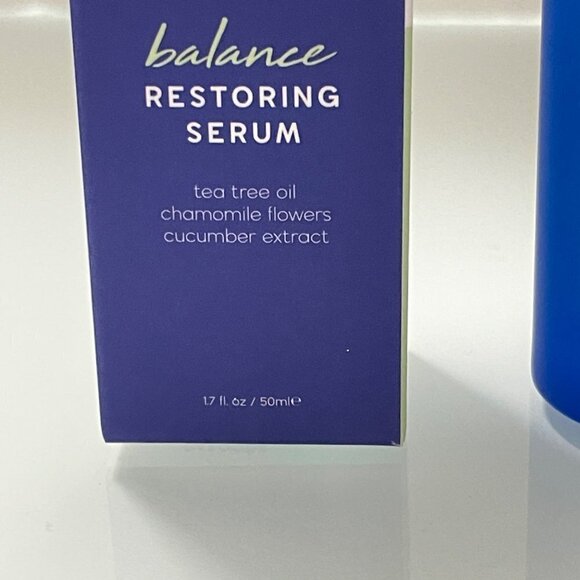 balance
RESTORING
SERUM
tea tree oil
chamomile flowers
cucumber extract
1.7 fl. oz / 50ml℮